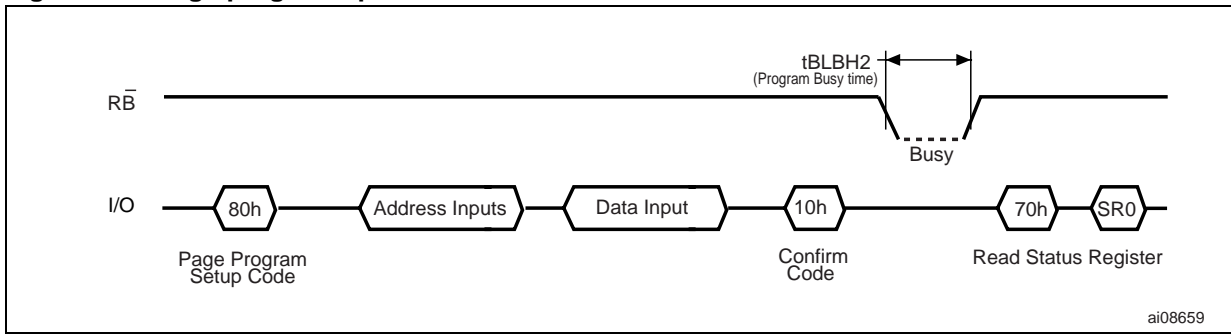 tBLBH2
(Program Busy time)
RB̅
Busy
I/O
80h
Address Inputs
Data Input
10h
70h
SR0
Page Program
Setup Code
Confirm
Code
Read Status Register
ai08659